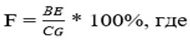 F = BE/CG * 100%, где